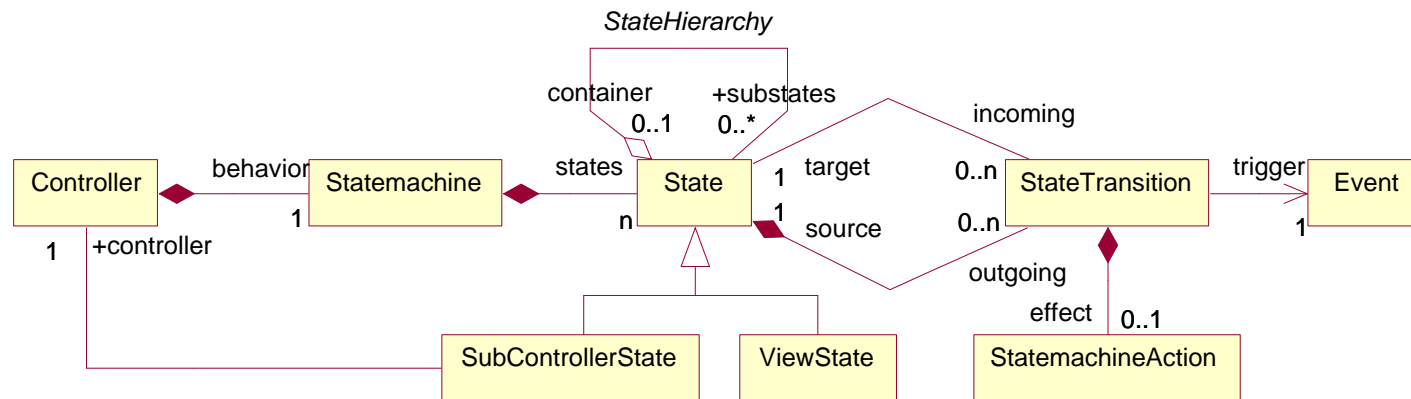 StateHierarchy
container
+substates
0..1
0..*
incoming
Controller
behavior
1
Statemachine
states
n
State
1
target
0..n
StateTransition
trigger
1
Event
1
source
0..n
outgoing
1
+controller
effect
0..1
SubControllerState
ViewState
StatemachineAction